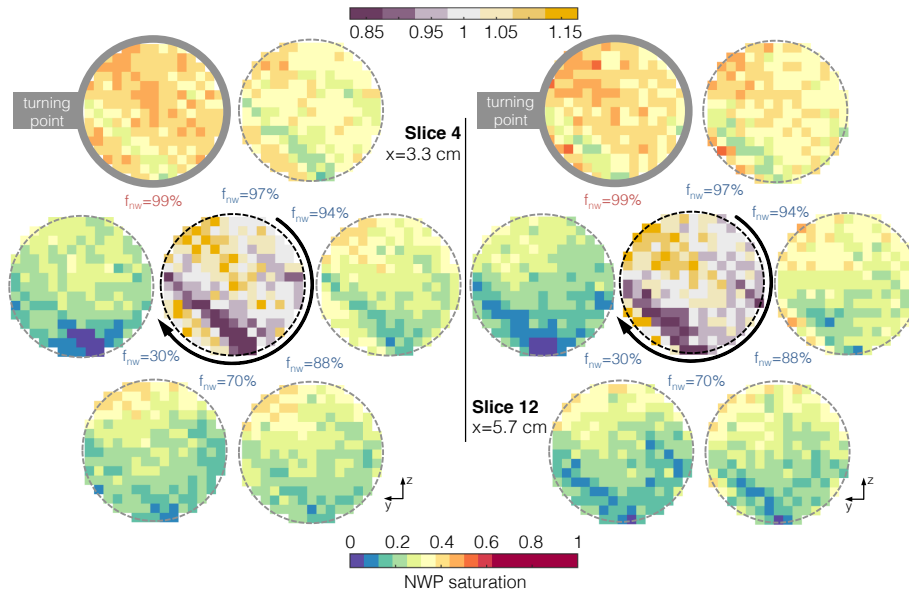 0.85 0.95 1 1.05 1.15
turning
point
turning
point
Slice 4
x=3.3 cm
f_nw=99%
f_nw=97%
f_nw=94%
f_nw=99%
f_nw=97%
f_nw=94%
f_nw=30%
f_nw=70%
f_nw=88%
f_nw=30%
f_nw=70%
f_nw=88%
Slice 12
x=5.7 cm
z
y
z
y
0 0.2 0.4 0.6 0.8 1
NWP saturation